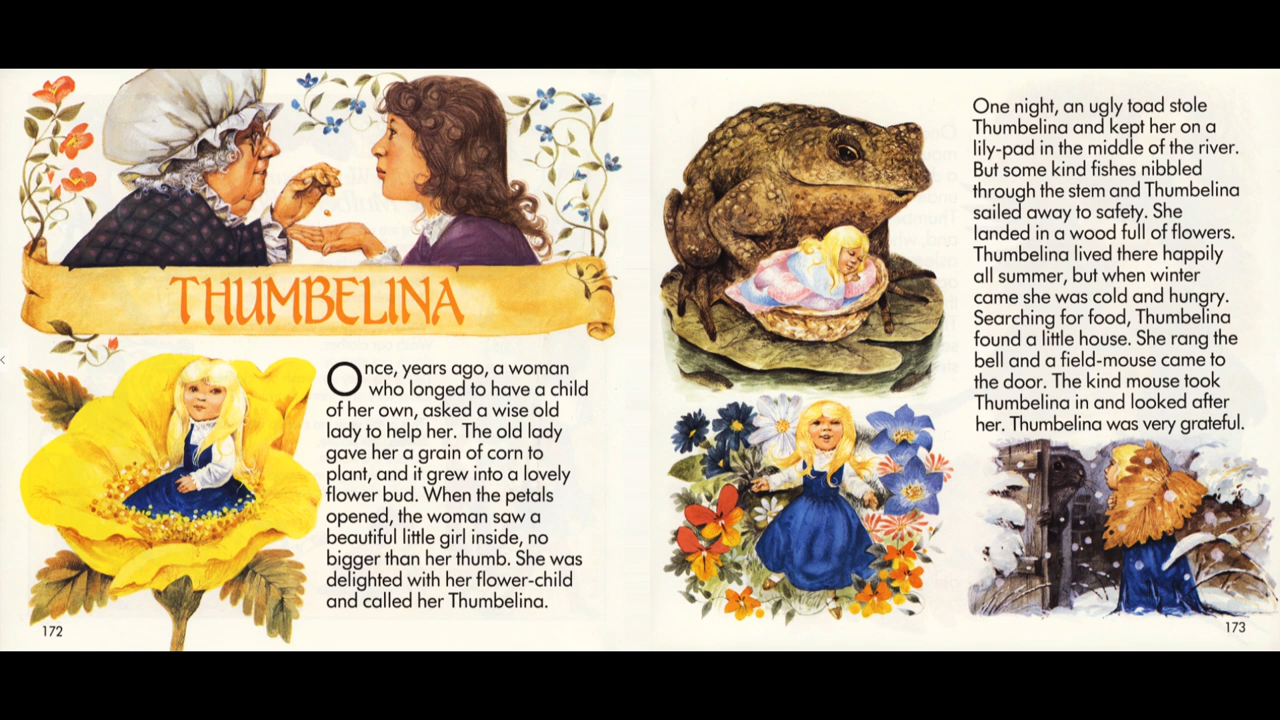 THUMBELINA
Once, years ago, a woman
who longed to have a child
of her own, asked a wise old
lady to help her. The old lady
gave her a grain of corn to
plant, and it grew into a lovely
flower bud. When the petals
opened, the woman saw a
beautiful little girl inside, no
bigger than her thumb. She was
delighted with her flower-child
and called her Thumbelina.
172
One night, an ugly toad stole
Thumbelina and kept her on a
lily-pad in the middle of the river.
But some kind fishes nibbled
through the stem and Thumbelina
sailed away to safety. She
landed in a wood full of flowers.
Thumbelina lived there happily
all summer, but when winter
came she was cold and hungry.
Searching for food, Thumbelina
found a little house. She rang the
bell and a field-mouse came to
the door. The kind mouse took
Thumbelina in and looked after
her. Thumbelina was very grateful.
173